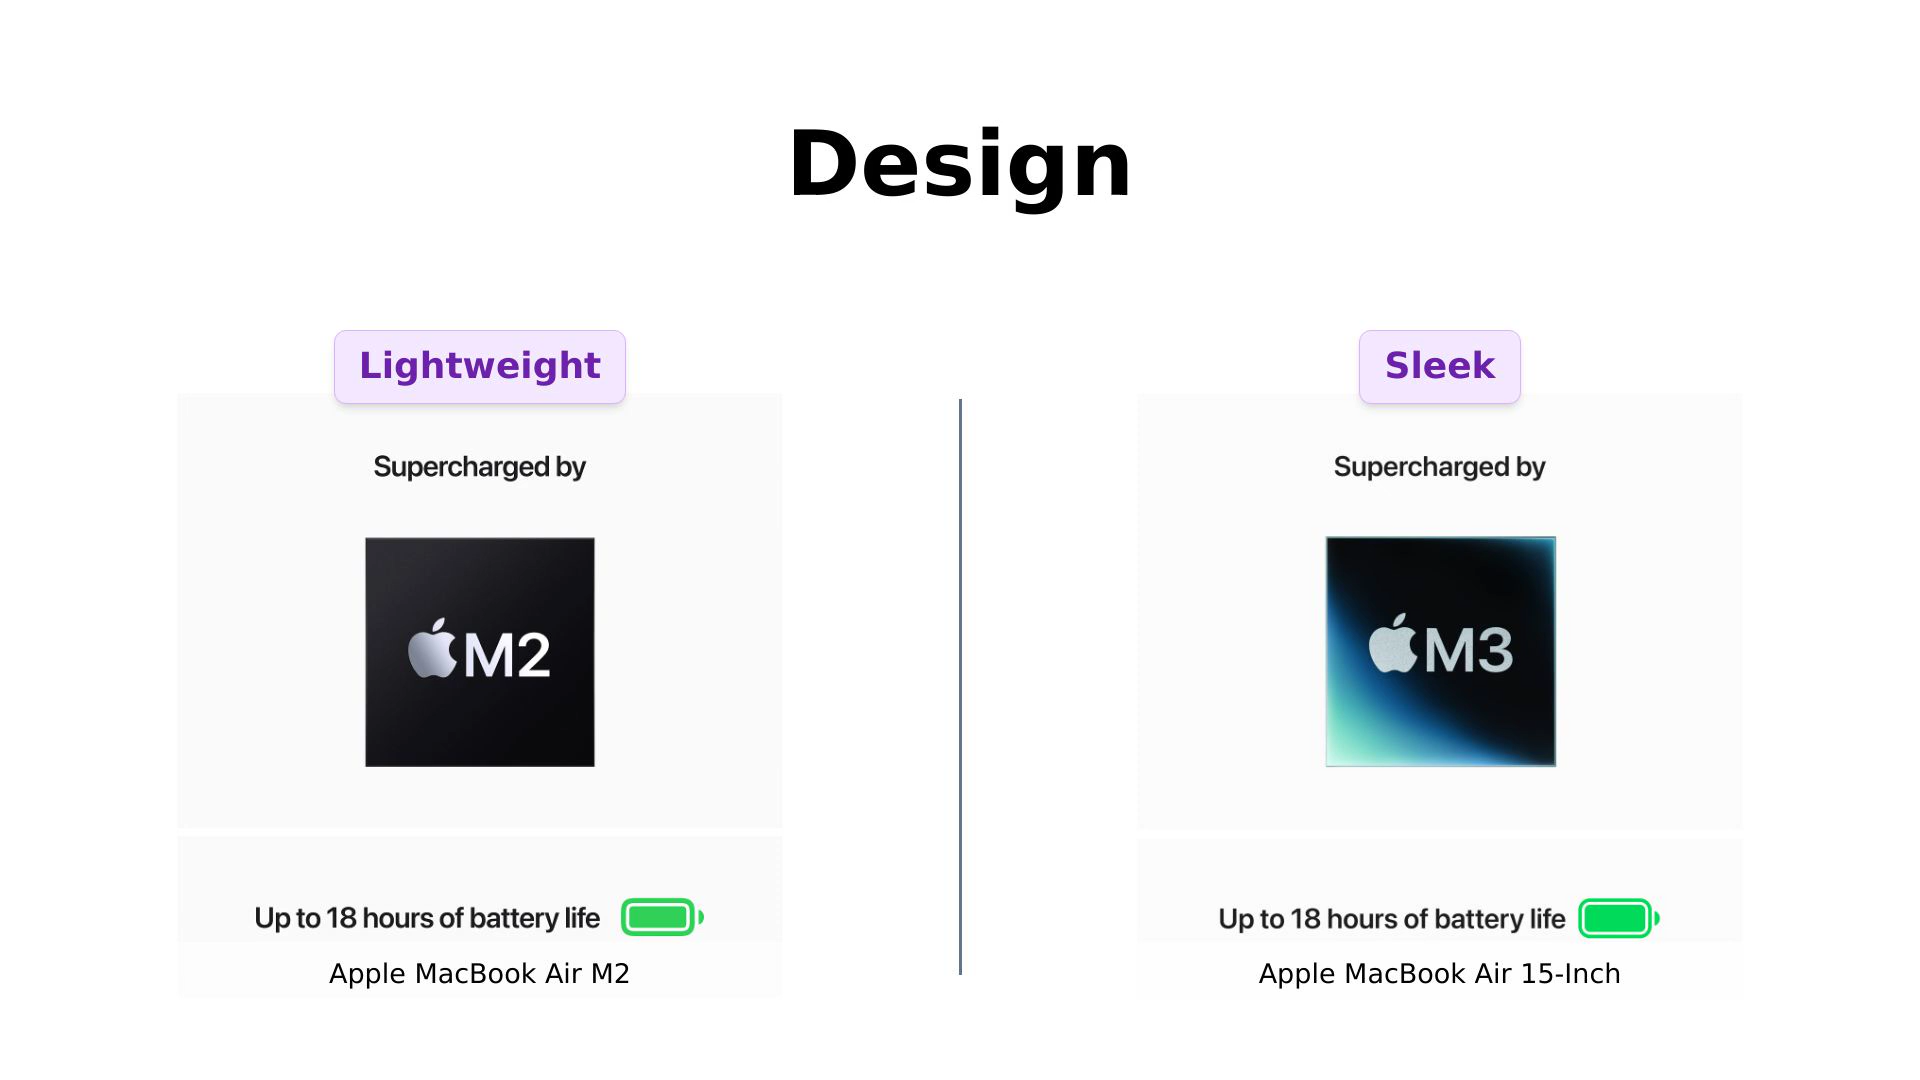 Design
Lightweight
Supercharged by
M2
Up to 18 hours of battery life
Apple MacBook Air M2
Sleek
Supercharged by
M3
Up to 18 hours of battery life
Apple MacBook Air 15-Inch